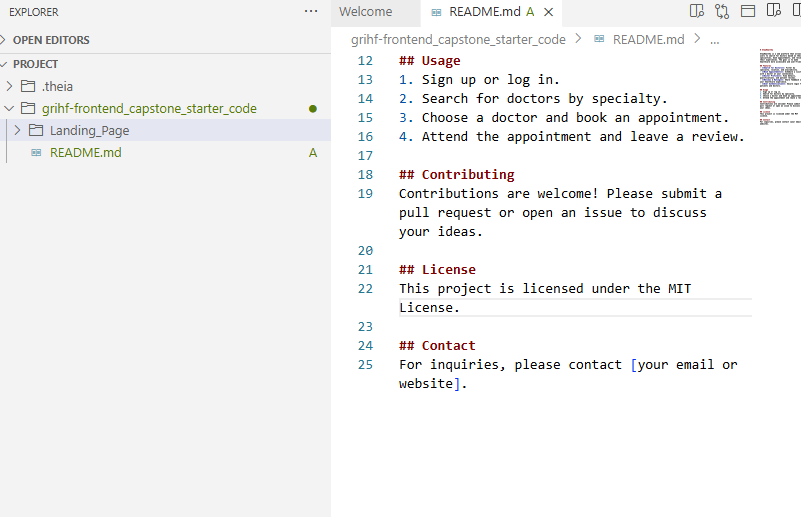 EXPLORER
OPEN EDITORS
PROJECT
.theia
grihf-frontend_capstone_starter_code
Landing_Page
README.md A
Welcome
README.md A
grihf-frontend_capstone_starter_code > README.md > ...
12 ## Usage
13 1. Sign up or log in.
14 2. Search for doctors by specialty.
15 3. Choose a doctor and book an appointment.
16 4. Attend the appointment and leave a review.
17
18 ## Contributing
19 Contributions are welcome! Please submit a
pull request or open an issue to discuss
your ideas.
20
21 ## License
22 This project is licensed under the MIT
License.
23
24 ## Contact
25 For inquiries, please contact [your email or
website].